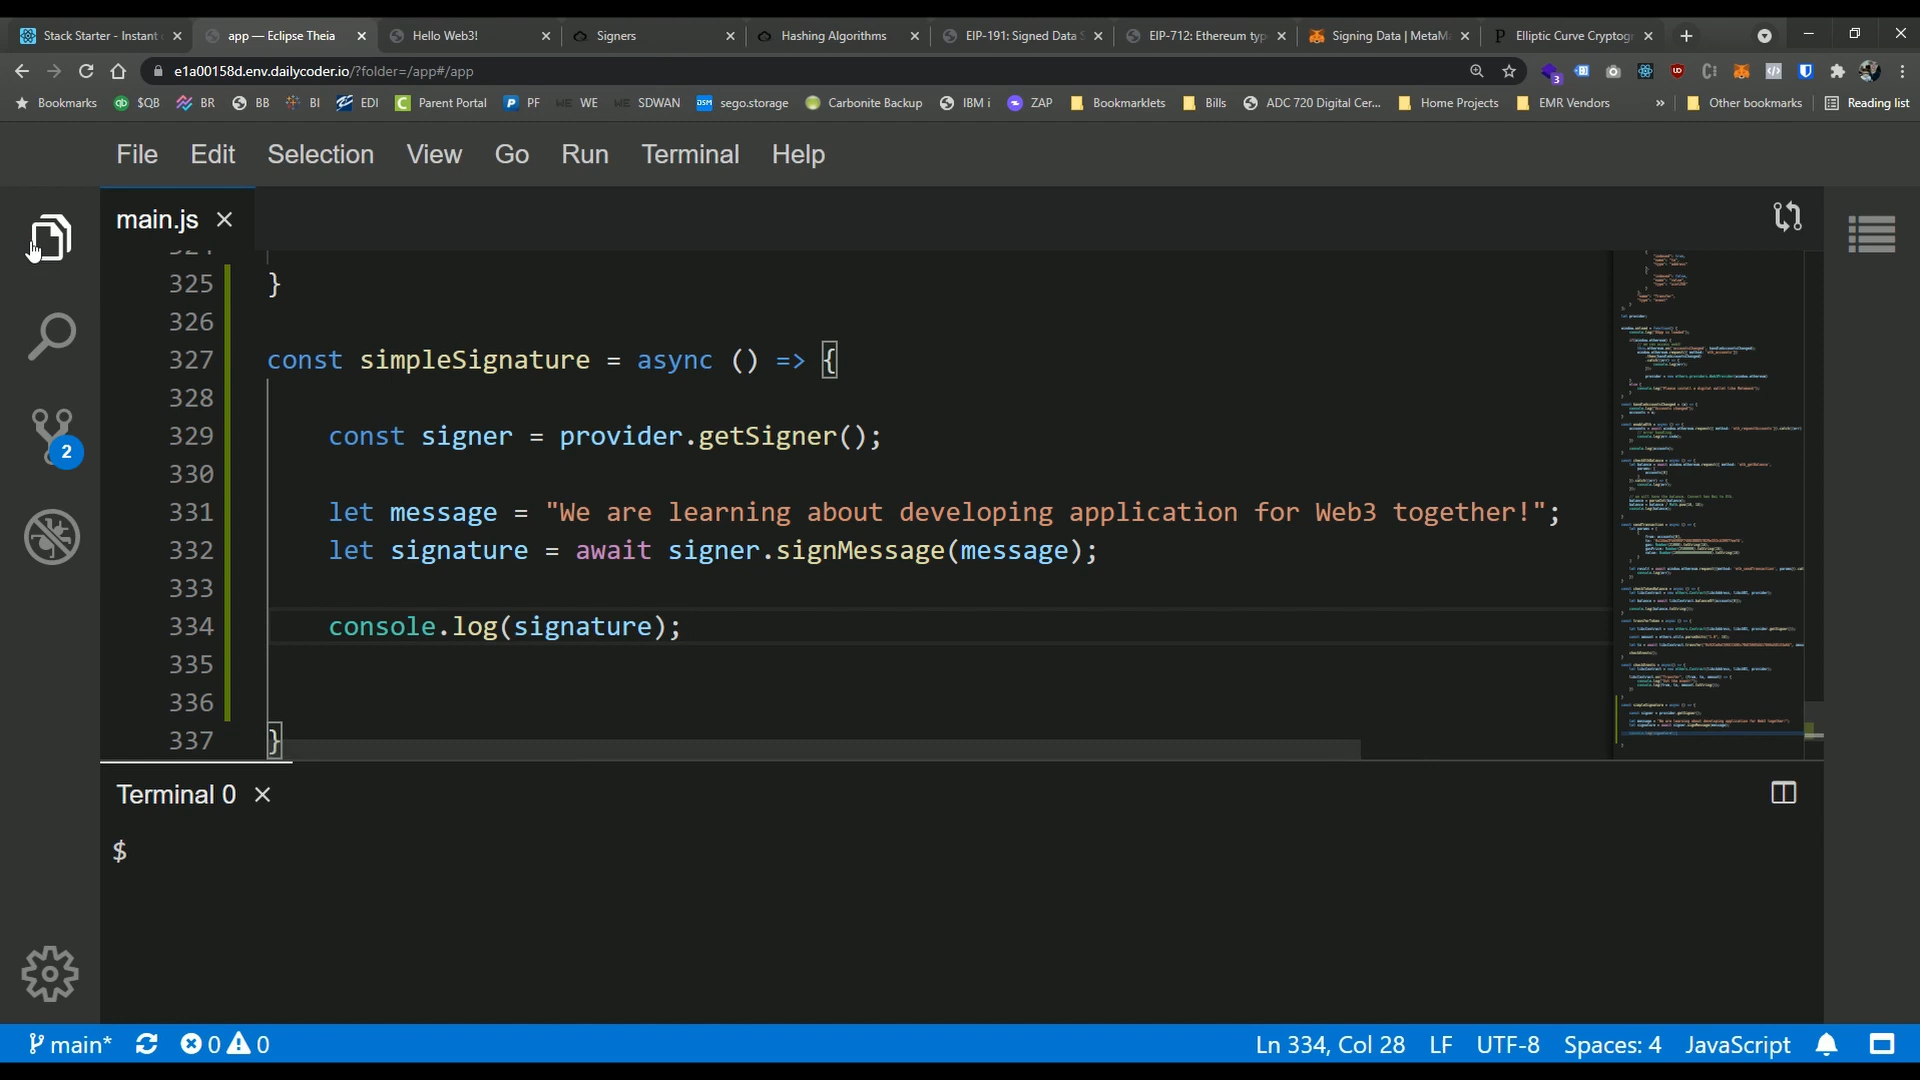 Stack Starter - Instant
app — Eclipse Theia
Hello Web3!
Signers
Hashing Algorithms
EIP-191: Signed Data S
EIP-712: Ethereum typ
Signing Data | MetaM
Elliptic Curve Cryptog
e1a00158d.env.dailycoder.io/?folder=/app#/app
3
Bookmarks
$QB
BR
BB
BI
EDI
Parent Portal
PF
WE
SDWAN
sego.storage
Carbonite Backup
IBM i
ZAP
Bookmarklets
Bills
ADC 720 Digital Cer...
Home Projects
EMR Vendors
»
Other bookmarks
Reading list
File Edit Selection View Go Run Terminal Help
main.js
325 }
326
327 const simpleSignature = async () => {
328
329 const signer = provider.getSigner();
330
331 let message = "We are learning about developing application for Web3 together!";
332 let signature = await signer.signMessage(message);
333
334 console.log(signature);
335
336
337 }
2
Terminal 0
$
main* 0 0 Ln 334, Col 28 LF UTF-8 Spaces: 4 JavaScript